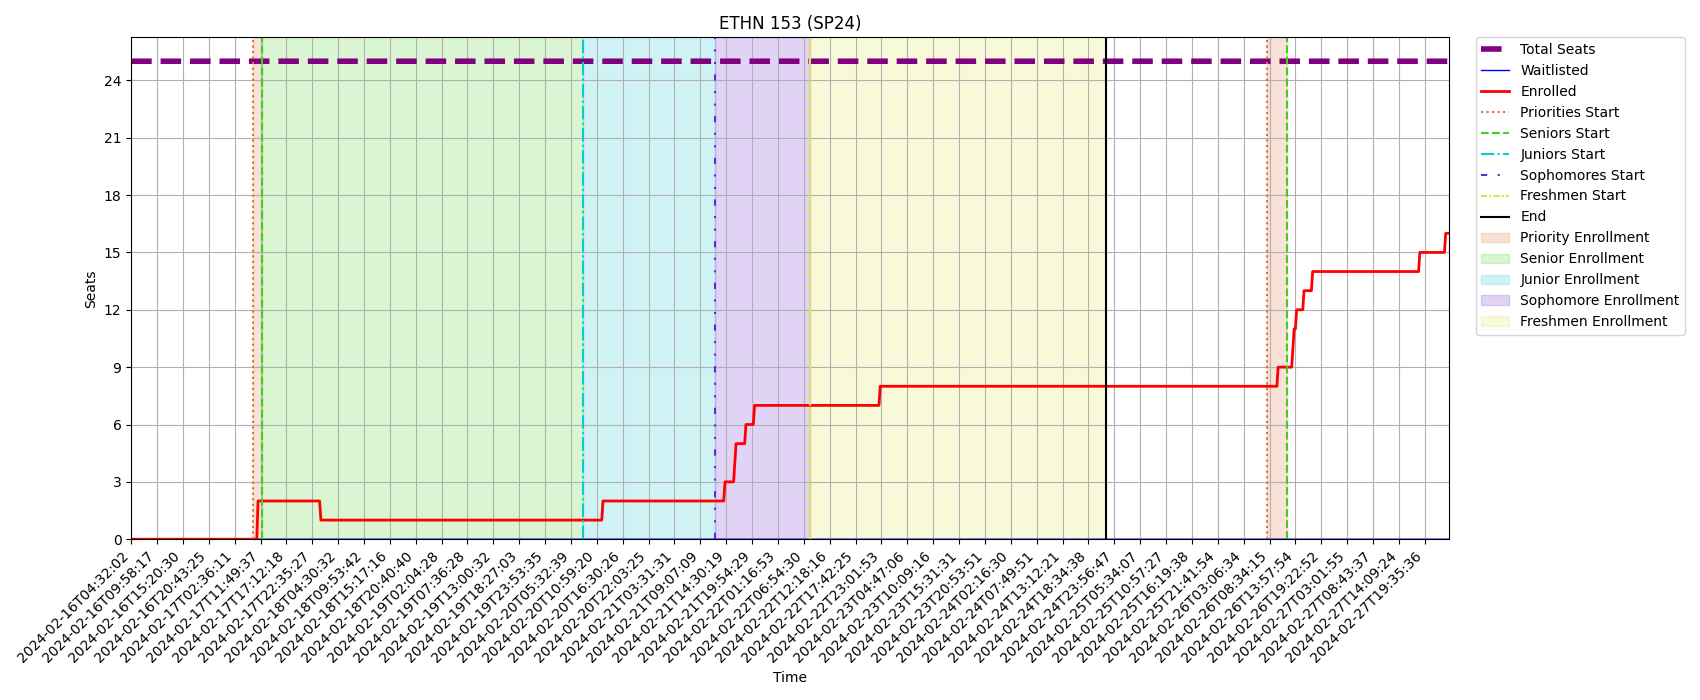 ETHN 153 (SP24)
Seats
24
21
18
15
12
9
6
3
0
2024-02-16T04:32:02
2024-02-16T09:58:17
2024-02-16T15:20:30
2024-02-16T20:43:25
2024-02-17T02:36:11
2024-02-17T11:49:37
2024-02-17T17:12:18
2024-02-17T22:35:27
2024-02-18T04:30:32
2024-02-18T09:53:42
2024-02-18T15:17:16
2024-02-18T20:40:40
2024-02-19T02:04:28
2024-02-19T07:36:28
2024-02-19T13:00:32
2024-02-19T18:27:03
2024-02-19T23:53:35
2024-02-20T05:32:39
2024-02-20T10:59:20
2024-02-20T16:30:26
2024-02-20T22:03:25
2024-02-21T03:31:31
2024-02-21T09:07:09
2024-02-21T14:30:19
2024-02-21T19:54:29
2024-02-22T01:16:53
2024-02-22T06:54:30
2024-02-22T12:18:16
2024-02-22T17:42:25
2024-02-22T23:01:53
2024-02-23T04:47:06
2024-02-23T10:09:16
2024-02-23T15:31:31
2024-02-23T20:53:51
2024-02-24T02:16:30
2024-02-24T07:49:51
2024-02-24T13:12:21
2024-02-24T18:34:38
2024-02-24T23:56:47
2024-02-25T05:34:07
2024-02-25T10:57:27
2024-02-25T16:19:38
2024-02-25T21:41:54
2024-02-26T03:06:34
2024-02-26T08:34:15
2024-02-26T13:57:54
2024-02-26T19:22:52
2024-02-27T03:01:55
2024-02-27T08:43:37
2024-02-27T14:09:24
2024-02-27T19:35:36
Time
Total Seats
Waitlisted
Enrolled
Priorities Start
Seniors Start
Juniors Start
Sophomores Start
Freshmen Start
End
Priority Enrollment
Senior Enrollment
Junior Enrollment
Sophomore Enrollment
Freshmen Enrollment